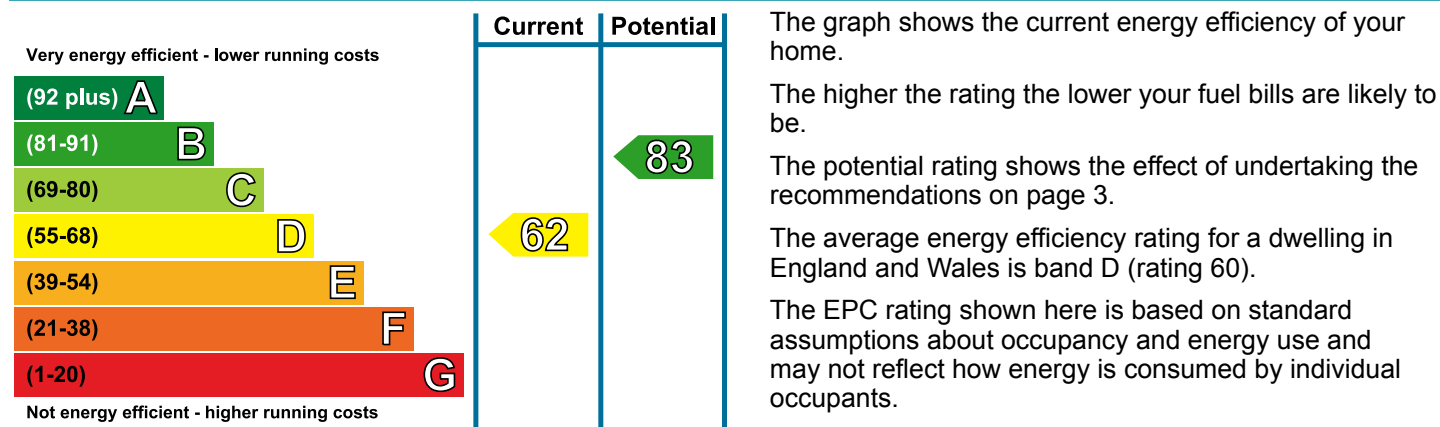 Current Potential
Very energy efficient - lower running costs
(92 plus) A
(81-91) B
83
(69-80) C
(55-68) D
62
(39-54) E
(21-38) F
(1-20) G
Not energy efficient - higher running costs
The graph shows the current energy efficiency of your
home.
The higher the rating the lower your fuel bills are likely to
be.
The potential rating shows the effect of undertaking the
recommendations on page 3.
The average energy efficiency rating for a dwelling in
England and Wales is band D (rating 60).
The EPC rating shown here is based on standard
assumptions about occupancy and energy use and
may not reflect how energy is consumed by individual
occupants.